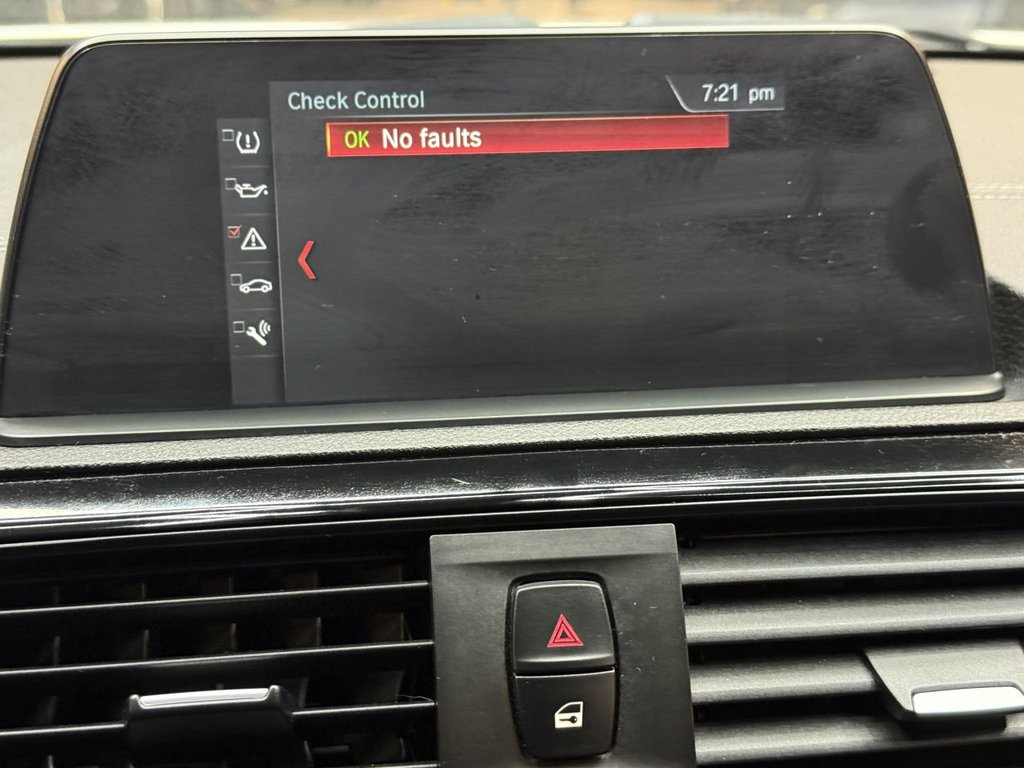 Check Control
7:21 pm
OK No faults